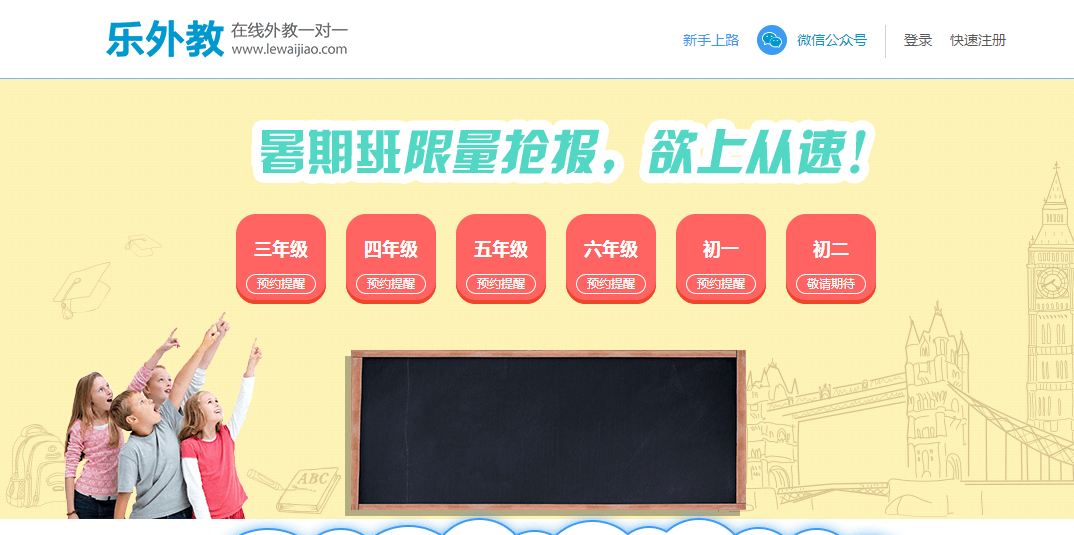 乐外教 在线外教一对一
www.lewaijiao.com
新手上路 微信公众号 登录 快速注册
暑期班限量抢报，欲上从速！
三年级 四年级 五年级 六年级 初一 初二
预约提醒 预约提醒 预约提醒 预约提醒 预约提醒 敬请期待
ABC